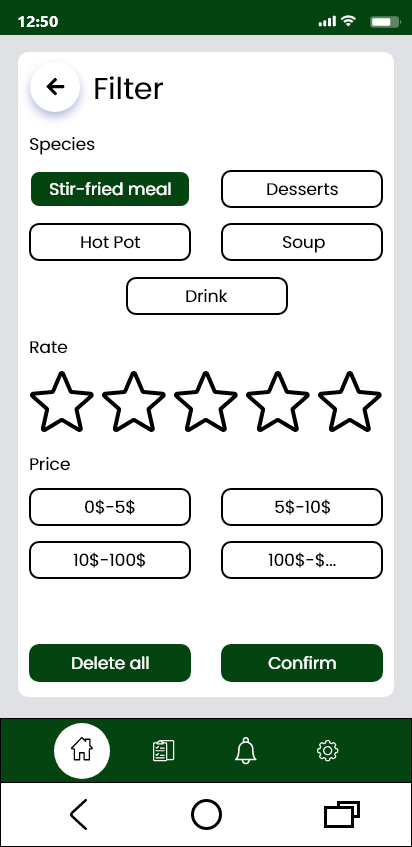 12:50
Filter
Species
Stir-fried meal
Desserts
Hot Pot
Soup
Drink
Rate
Price
0$-5$
5$-10$
10$-100$
100$-$...
Delete all
Confirm